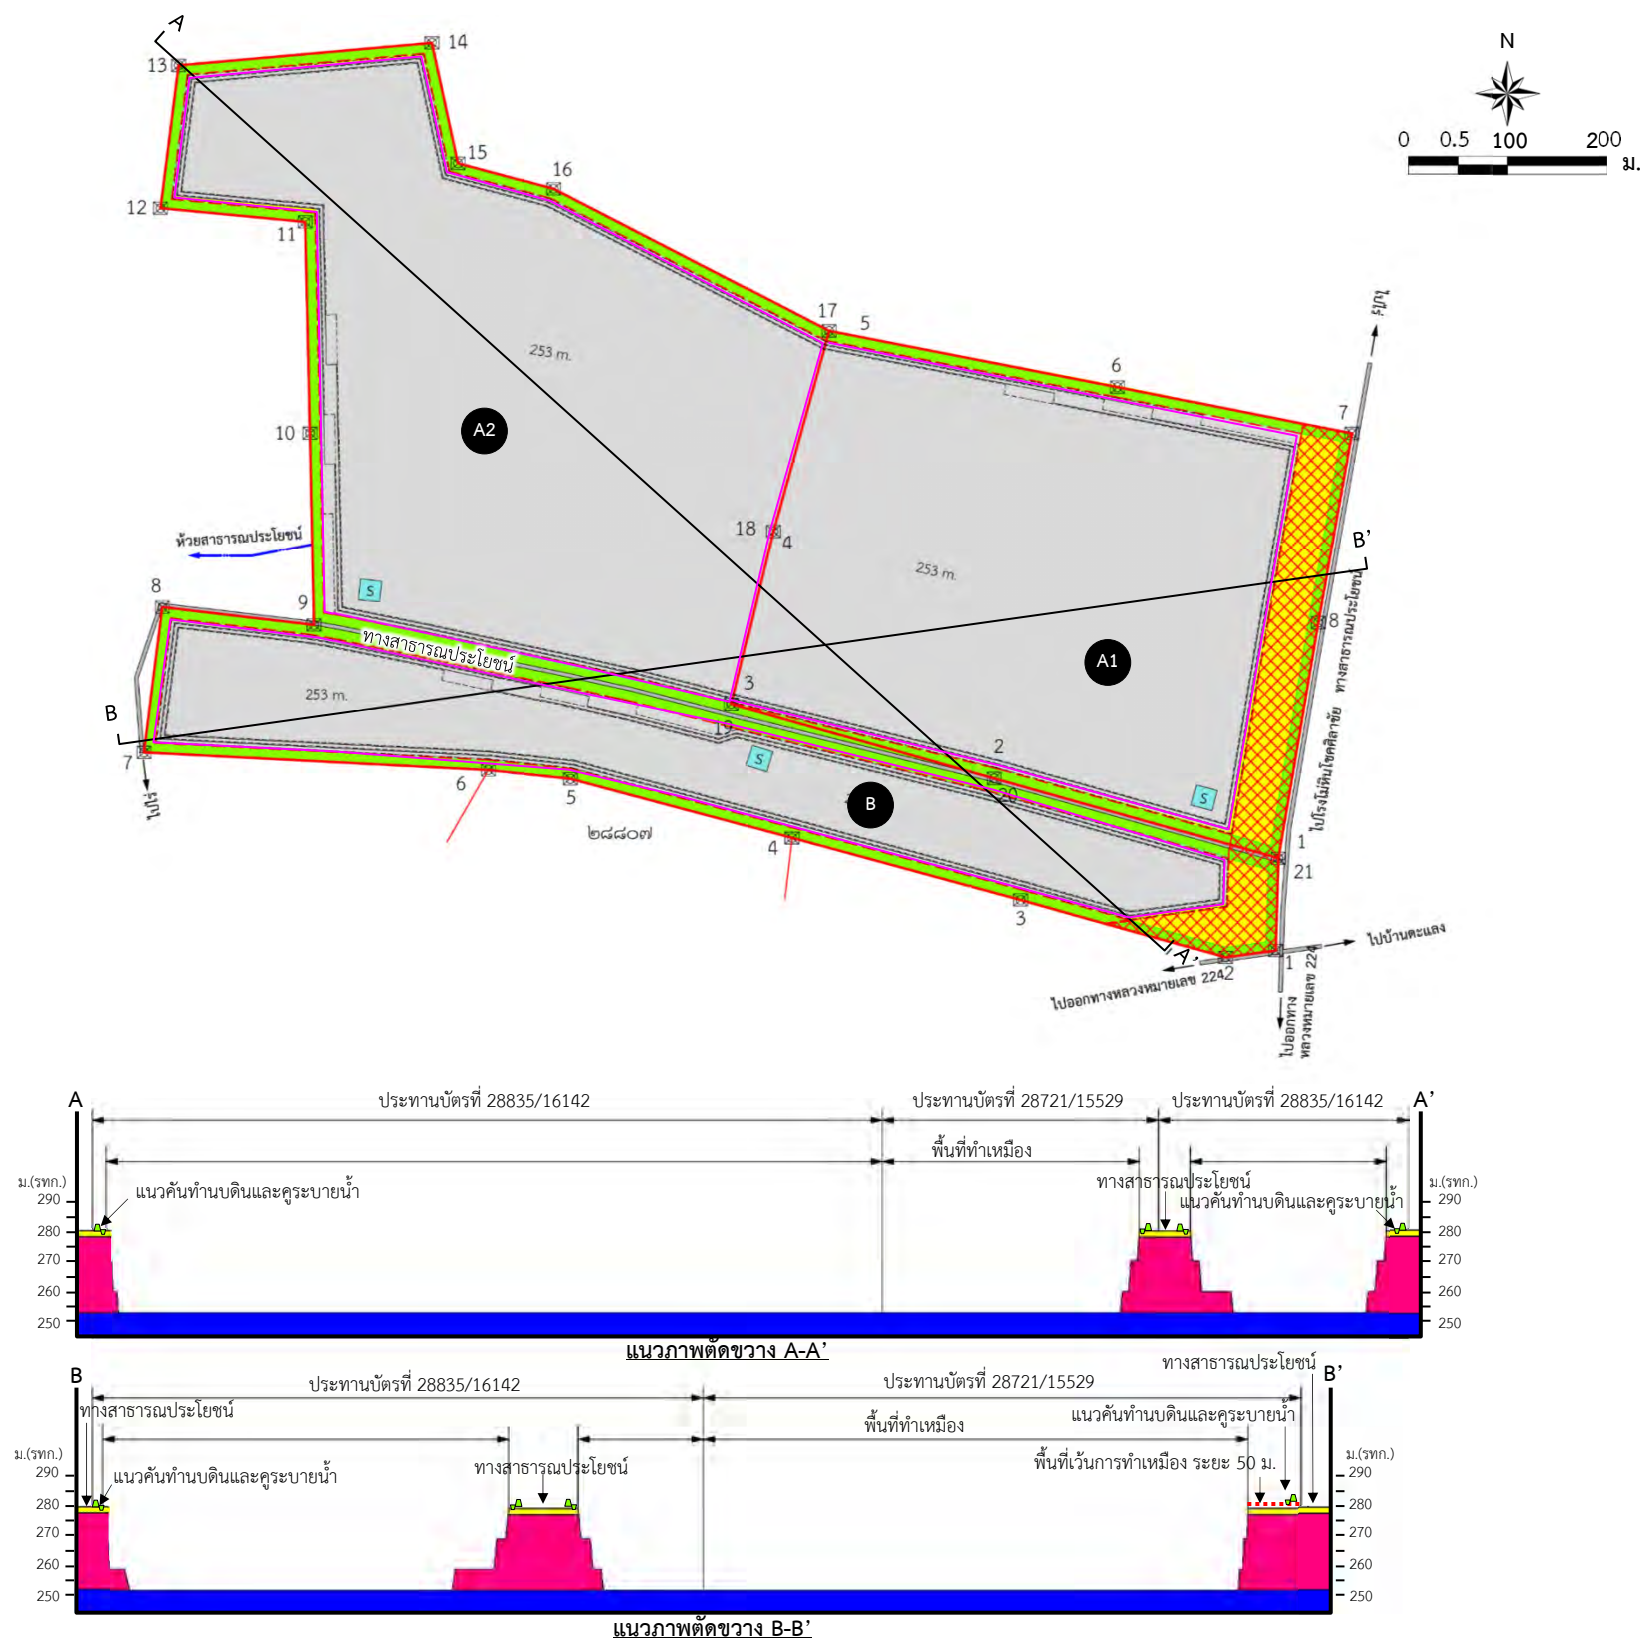 A
14
13
N
15
16
0 0.5 100 200
ม.
12
11
17
5
6
7
253 m.
A2
10
18
4
B'
ห้วยสาธารณประโยชน์
253 m.
8
9
S
8
ทางสาธารณประโยชน์
ทางสาธารณประโยชน์
A1
3
253 m.
B
19
2
S
7
6
5
20
S
B
ไปโรงโม่หินโชคศิลาชัย
๒๘๘๐๗
4
1
21
3
A'
2
1
ไปบ้านตะแลง
ไปออกทางหลวงหมายเลข 224
ไปออกทาง
หลวงหมายเลข 224
A
ประทานบัตรที่ 28835/16142
ประทานบัตรที่ 28721/15529
ประทานบัตรที่ 28835/16142
A'
พื้นที่ทำเหมือง
ม.(รทก.)
แนวคันทำนบดินและคูระบายน้ำ
ทางสาธารณประโยชน์
แนวคันทำนบดินและคูระบายน้ำ
ม.(รทก.)
290
280
270
260
250
290
280
270
260
250
แนวภาพตัดขวาง A-A'
B
ประทานบัตรที่ 28835/16142
ประทานบัตรที่ 28721/15529
ทางสาธารณประโยชน์
B'
ทางสาธารณประโยชน์
พื้นที่ทำเหมือง
แนวคันทำนบดินและคูระบายน้ำ
ม.(รทก.)
แนวคันทำนบดินและคูระบายน้ำ
ทางสาธารณประโยชน์
พื้นที่เว้นการทำเหมือง ระยะ 50 ม.
ม.(รทก.)
290
280
270
260
250
290
280
270
260
250
แนวภาพตัดขวาง B-B'